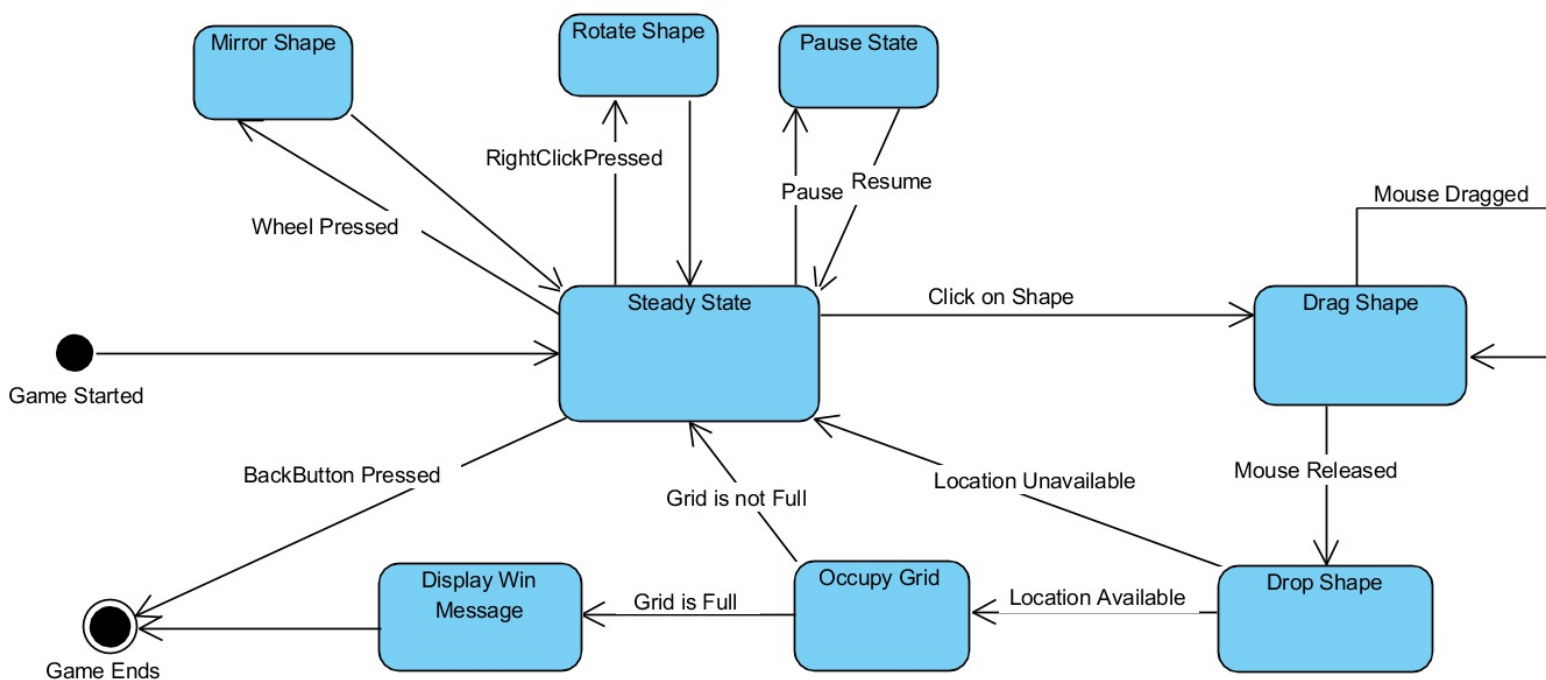 Mirror Shape
Rotate Shape
Pause State
RightClickPressed
Pause
Resume
Mouse Dragged
Wheel Pressed
Steady State
Click on Shape
Drag Shape
Game Started
BackButton Pressed
Grid is not Full
Location Unavailable
Mouse Released
Display Win
Message
Grid is Full
Occupy Grid
Location Available
Drop Shape
Game Ends